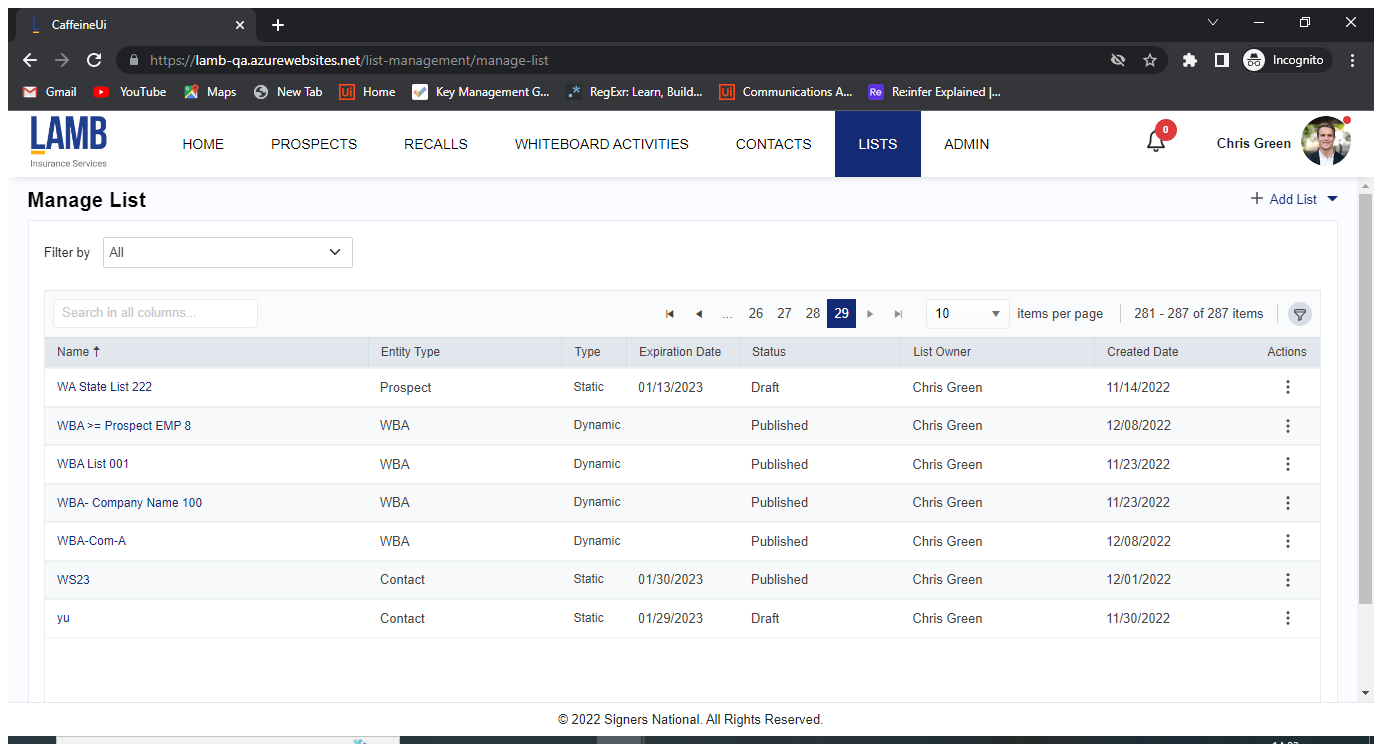 CaffeineUi
https://lamb-qa.azurewebsites.net/list-management/manage-list
Incognito
Gmail YouTube Maps New Tab Ui Home Key Management G... .* RegExr: Learn, Build... Ui Communications A... Re Reinfer Explained |...
LAMB
Insurance Services
HOME PROSPECTS RECALLS WHITEBOARD ACTIVITIES CONTACTS LISTS ADMIN
0
Chris Green
Manage List
+ Add List
Filter by All
Search in all columns...
... 26 27 28 29 10 items per page 281 - 287 of 287 items
Name ↑ Entity Type Type Expiration Date Status List Owner Created Date Actions
WA State List 222 Prospect Static 01/13/2023 Draft Chris Green 11/14/2022
WBA >= Prospect EMP 8 WBA Dynamic Published Chris Green 12/08/2022
WBA List 001 WBA Dynamic Published Chris Green 11/23/2022
WBA- Company Name 100 WBA Dynamic Published Chris Green 11/23/2022
WBA-Com-A WBA Dynamic Published Chris Green 12/08/2022
WS23 Contact Static 01/30/2023 Published Chris Green 12/01/2022
yu Contact Static 01/29/2023 Draft Chris Green 11/30/2022
© 2022 Signers National. All Rights Reserved.